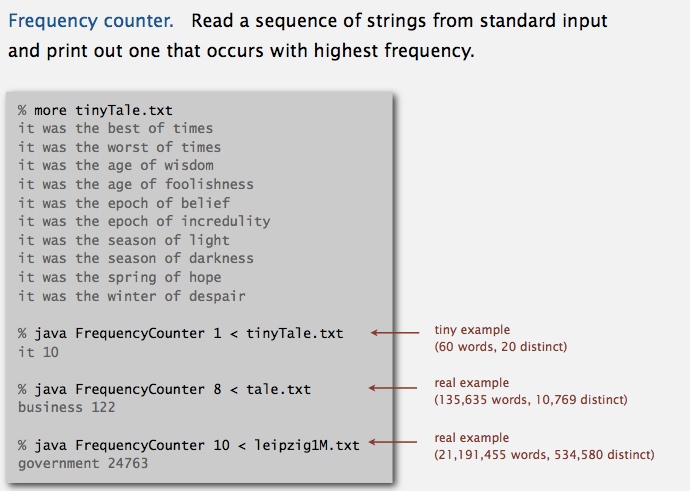 Frequency counter. Read a sequence of strings from standard input
and print out one that occurs with highest frequency.
% more tinyTale.txt
it was the best of times
it was the worst of times
it was the age of wisdom
it was the age of foolishness
it was the epoch of belief
it was the epoch of incredulity
it was the season of light
it was the season of darkness
it was the spring of hope
it was the winter of despair
% java FrequencyCounter 1 < tinyTale.txt
it 10
tiny example
(60 words, 20 distinct)
% java FrequencyCounter 8 < tale.txt
business 122
real example
(135,635 words, 10,769 distinct)
% java FrequencyCounter 10 < leipzig1M.txt
government 24763
real example
(21,191,455 words, 534,580 distinct)